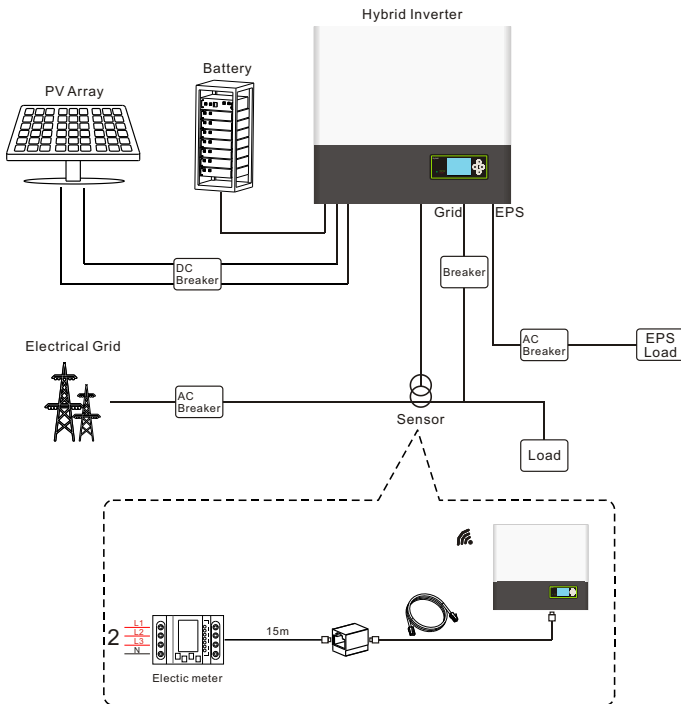 Hybrid Inverter
Battery
PV Array
Grid
EPS
DC
Breaker
Breaker
AC
Breaker
EPS
Load
Electrical Grid
AC
Breaker
Sensor
Load
2
L1
L2
L3
N
15m
Electic meter